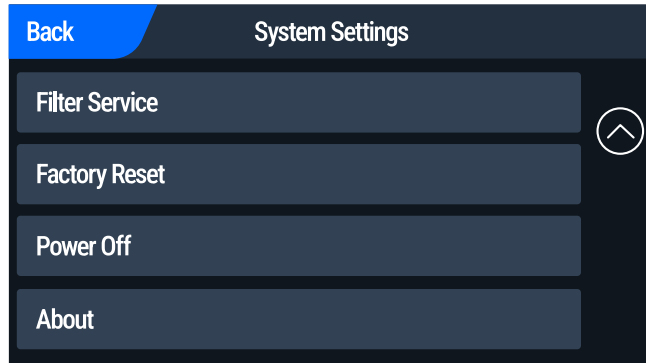 Back
System Settings
Filter Service
Factory Reset
Power Off
About